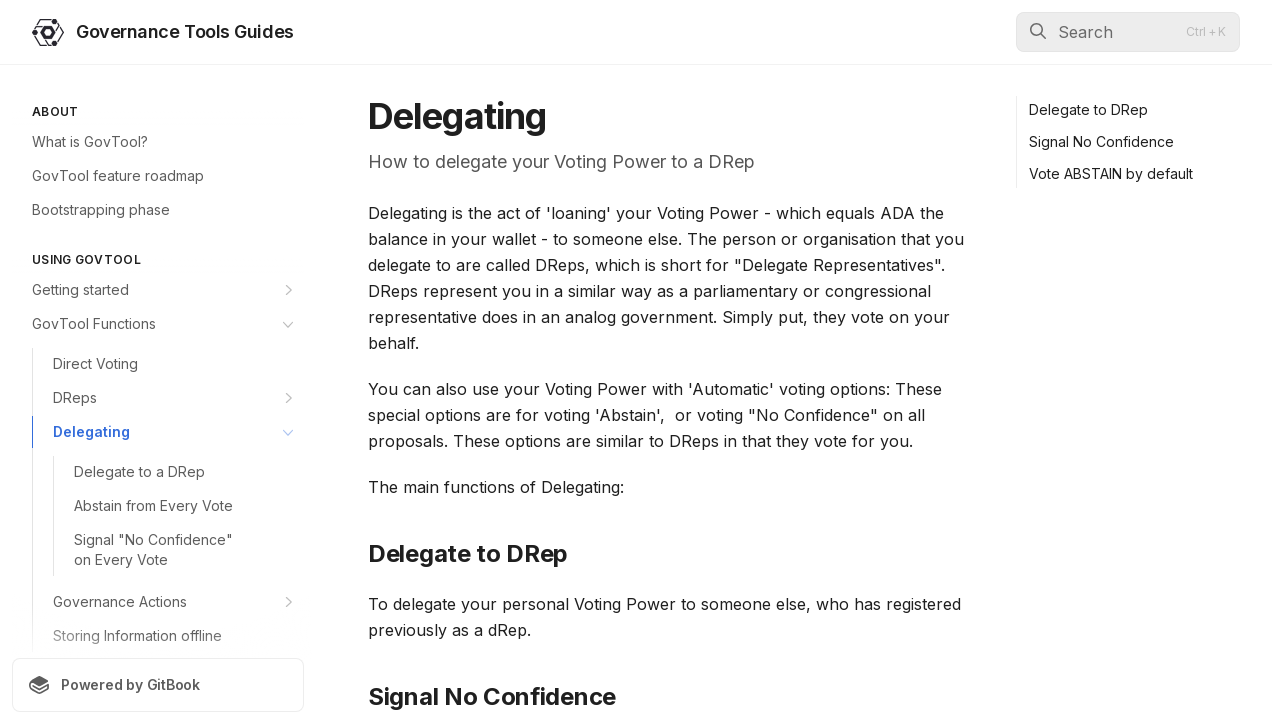 Governance Tools Guides
Search
Ctrl + K
ABOUT
What is GovTool?
GovTool feature roadmap
Bootstrapping phase
USING GOVTOOL
Getting started
GovTool Functions
Direct Voting
DReps
Delegating
Delegate to a DRep
Abstain from Every Vote
Signal "No Confidence"
on Every Vote
Governance Actions
Storing Information offline
Powered by GitBook
Delegating
How to delegate your Voting Power to a DRep
Delegating is the act of 'loaning' your Voting Power - which equals ADA the
balance in your wallet - to someone else. The person or organisation that you
delegate to are called DReps, which is short for "Delegate Representatives".
DReps represent you in a similar way as a parliamentary or congressional
representative does in an analog government. Simply put, they vote on your
behalf.
You can also use your Voting Power with 'Automatic' voting options: These
special options are for voting 'Abstain',  or voting "No Confidence" on all
proposals. These options are similar to DReps in that they vote for you.
The main functions of Delegating:
Delegate to DRep
To delegate your personal Voting Power to someone else, who has registered
previously as a dRep.
Signal No Confidence
Delegate to DRep
Signal No Confidence
Vote ABSTAIN by default